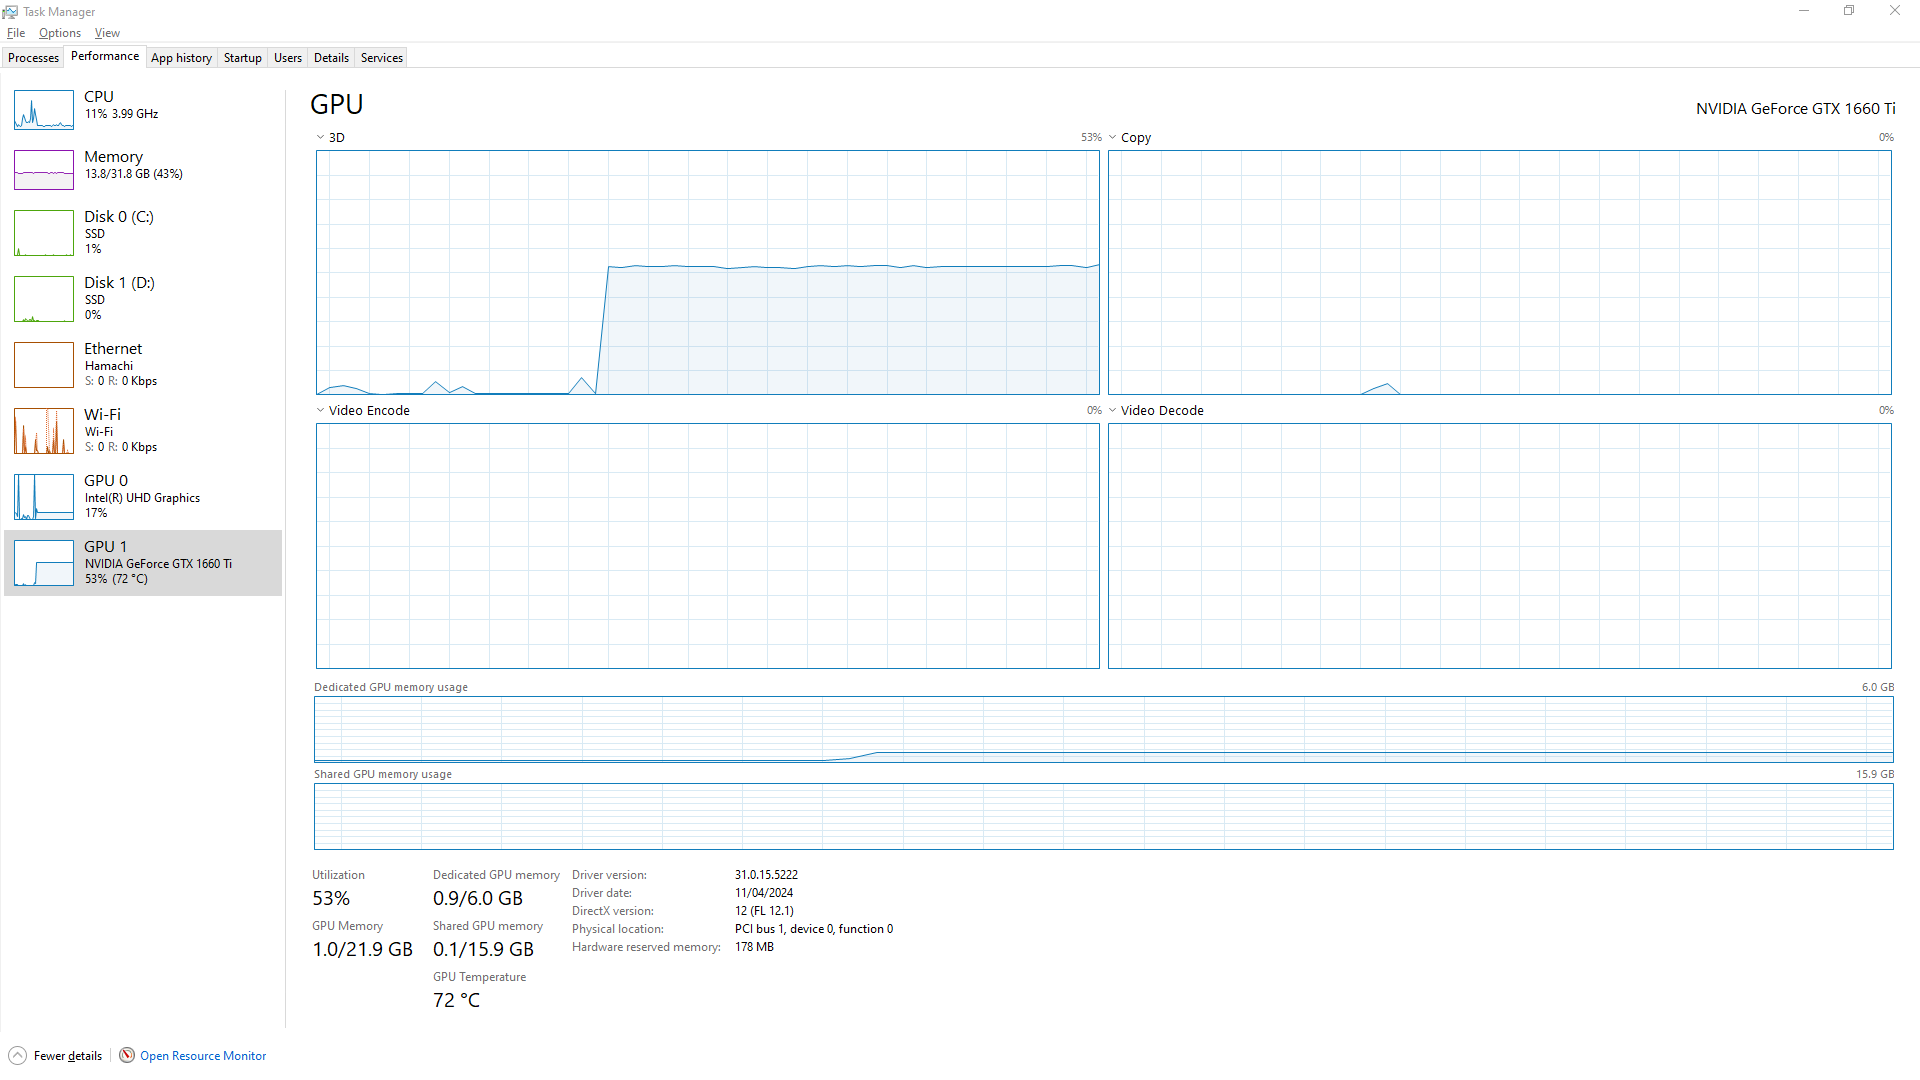 Task Manager
File Options View
Processes Performance App history Startup Users Details Services
CPU
11% 3.99 GHz
Memory
13.8/31.8 GB (43%)
Disk 0 (C:)
SSD
1%
Disk 1 (D:)
SSD
0%
Ethernet
Hamachi
S: 0 R: 0 Kbps
Wi-Fi
Wi-Fi
S: 0 R: 0 Kbps
GPU 0
Intel(R) UHD Graphics
17%
GPU 1
NVIDIA GeForce GTX 1660 Ti
53% (72 °C)
GPU
NVIDIA GeForce GTX 1660 Ti
3D 53%
Copy 0%
Video Encode 0%
Video Decode 0%
Dedicated GPU memory usage 6.0 GB
Shared GPU memory usage 15.9 GB
Utilization
53%
Dedicated GPU memory
0.9/6.0 GB
GPU Memory
1.0/21.9 GB
Shared GPU memory
0.1/15.9 GB
GPU Temperature
72 °C
Driver version: 31.0.15.5222
Driver date: 11/04/2024
DirectX version: 12 (FL 12.1)
Physical location: PCI bus 1, device 0, function 0
Hardware reserved memory: 178 MB
Fewer details
Open Resource Monitor